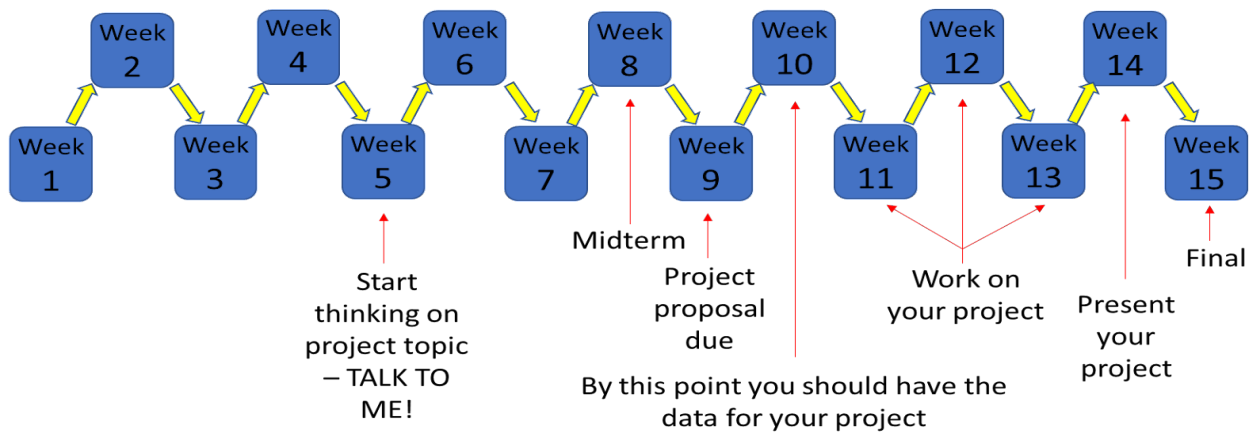 Week
1
Week
2
Week
3
Week
4
Week
5
Week
6
Week
7
Week
8
Week
9
Week
10
Week
11
Week
12
Week
13
Week
14
Week
15
Start
thinking on
project topic
– TALK TO
ME!
Midterm
Project
proposal
due
By this point you should have the
data for your project
Work on
your project
Present
your
project
Final